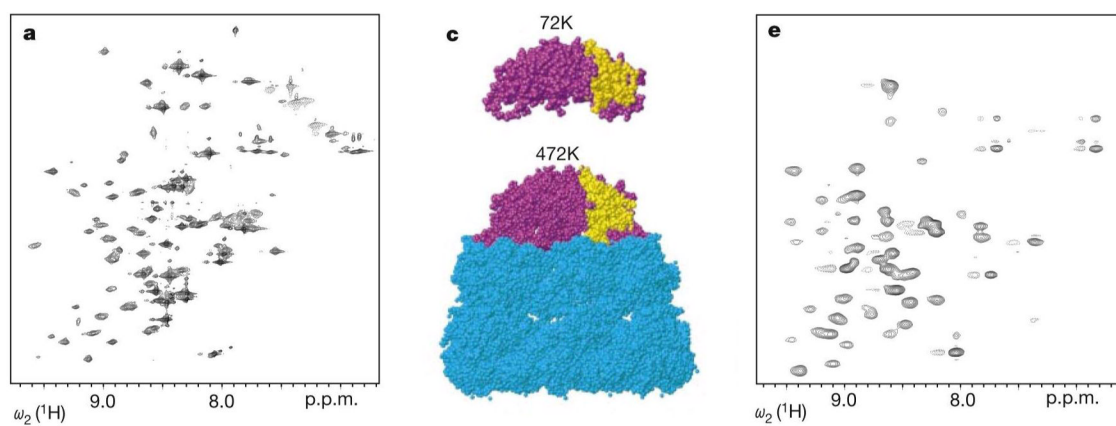 a
9.0 8.0 p.p.m.
ω2 (1H)
c
72K
472K
e
9.0 8.0 p.p.m.
ω2 (1H)